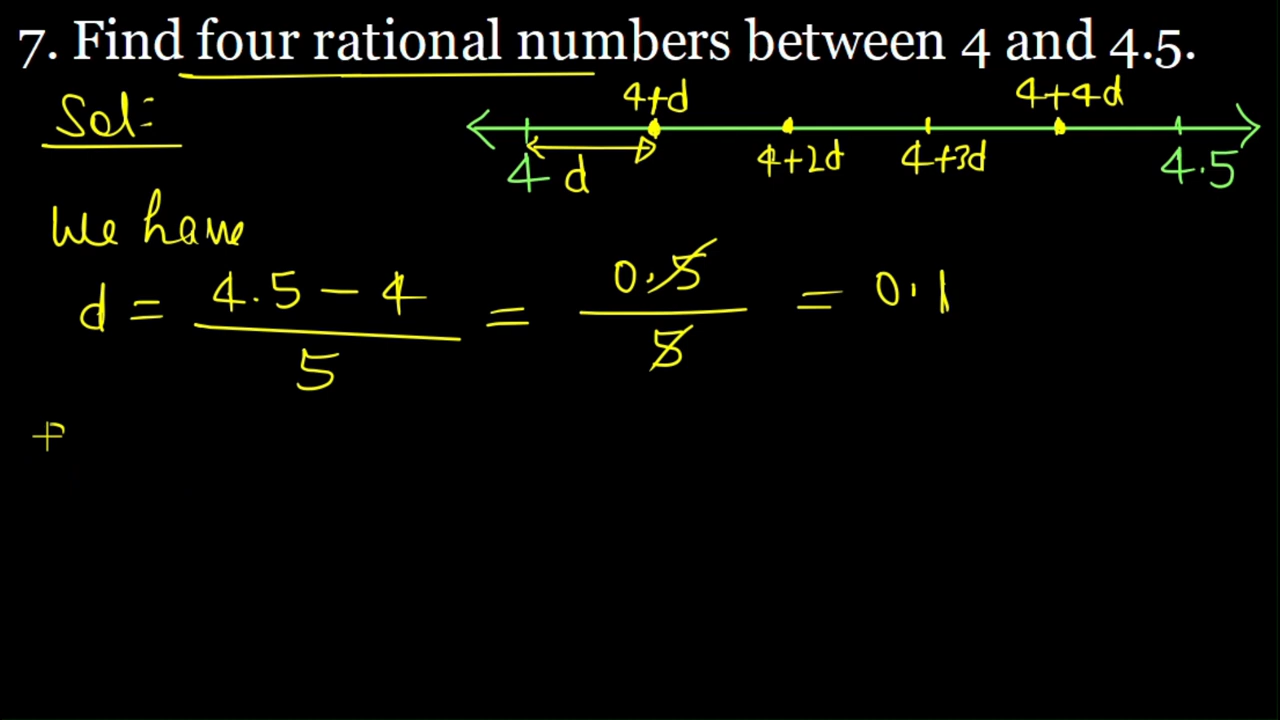 7. Find four rational numbers between 4 and 4.5.
Sol:
4+d 4+4d
4 d 4+2d 4+3d 4.5
We have
d = 4.5 - 4 / 5 = 0.5 / 5 = 0.1